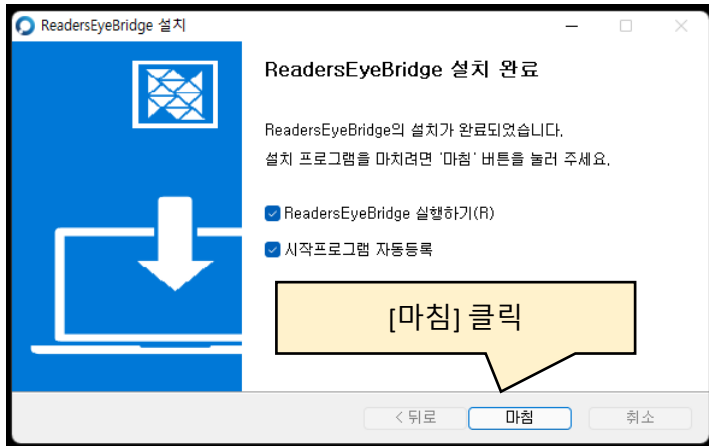 ReadersEyeBridge 설치
ReadersEyeBridge 설치 완료
ReadersEyeBridge의 설치가 완료되었습니다.
설치 프로그램을 마치려면 '마침' 버튼을 눌러 주세요.
ReadersEyeBridge 실행하기(R)
시작프로그램 자동등록
[마침] 클릭
< 뒤로 마침 취소